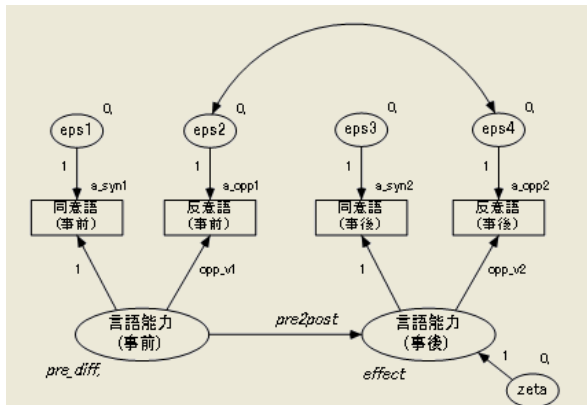 0,
0,
0,
0,
eps1
eps2
eps3
eps4
1
1
1
1
a_syn1
a_opp1
a_syn2
a_opp2
同意語
(事前)
反意語
(事前)
同意語
(事後)
反意語
(事後)
1
opp_v1
1
opp_v2
言語能力
(事前)
pre2post
言語能力
(事後)
pre_diff,
effect
1
0,
zeta